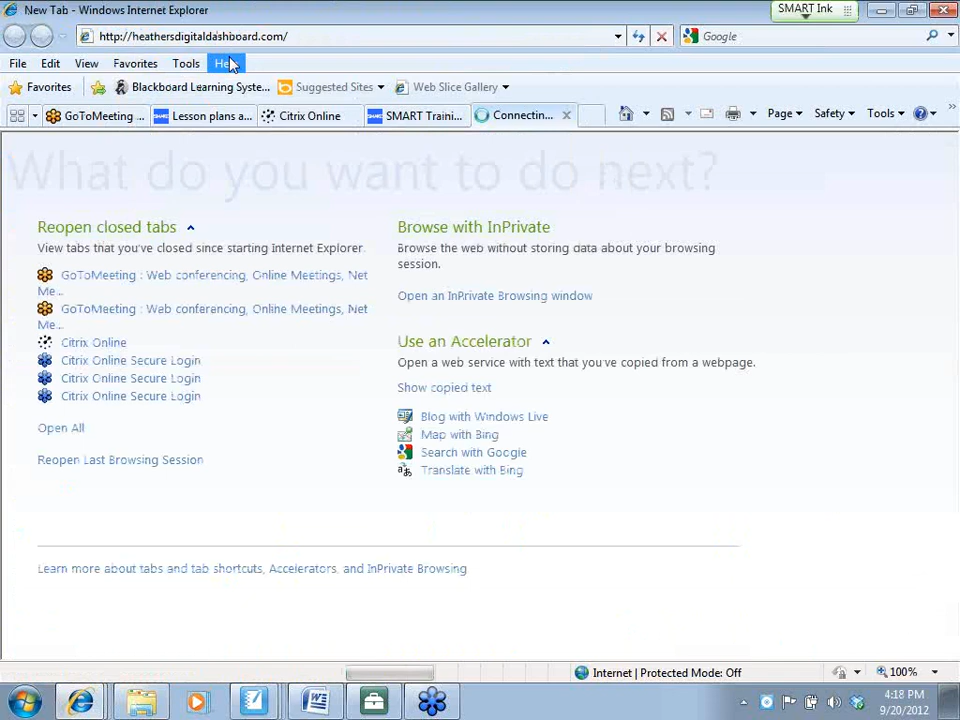 New Tab - Windows Internet Explorer
SMART Ink
http://heathersdigitaldashboard.com/
Google
File Edit View Favorites Tools
Favorites Blackboard Learning Syste... Suggested Sites Web Slice Gallery
GoToMeeting ... Lesson plans a... Citrix Online SMART Traini... Connectin... Page Safety Tools
What do you want to do next?
Reopen closed tabs
View tabs that you've closed since starting Internet Explorer.
GoToMeeting : Web conferencing, Online Meetings, Net
Me...
GoToMeeting : Web conferencing, Online Meetings, Net
Me...
Citrix Online
Citrix Online Secure Login
Citrix Online Secure Login
Citrix Online Secure Login
Open All
Reopen Last Browsing Session
Browse with InPrivate
Browse the web without storing data about your browsing
session.
Open an InPrivate Browsing window
Use an Accelerator
Open a web service with text that you've copied from a webpage.
Show copied text
Blog with Windows Live
Map with Bing
Search with Google
Translate with Bing
Learn more about tabs and tab shortcuts, Accelerators, and InPrivate Browsing
Internet | Protected Mode: Off
100%
4:18 PM
9/20/2012